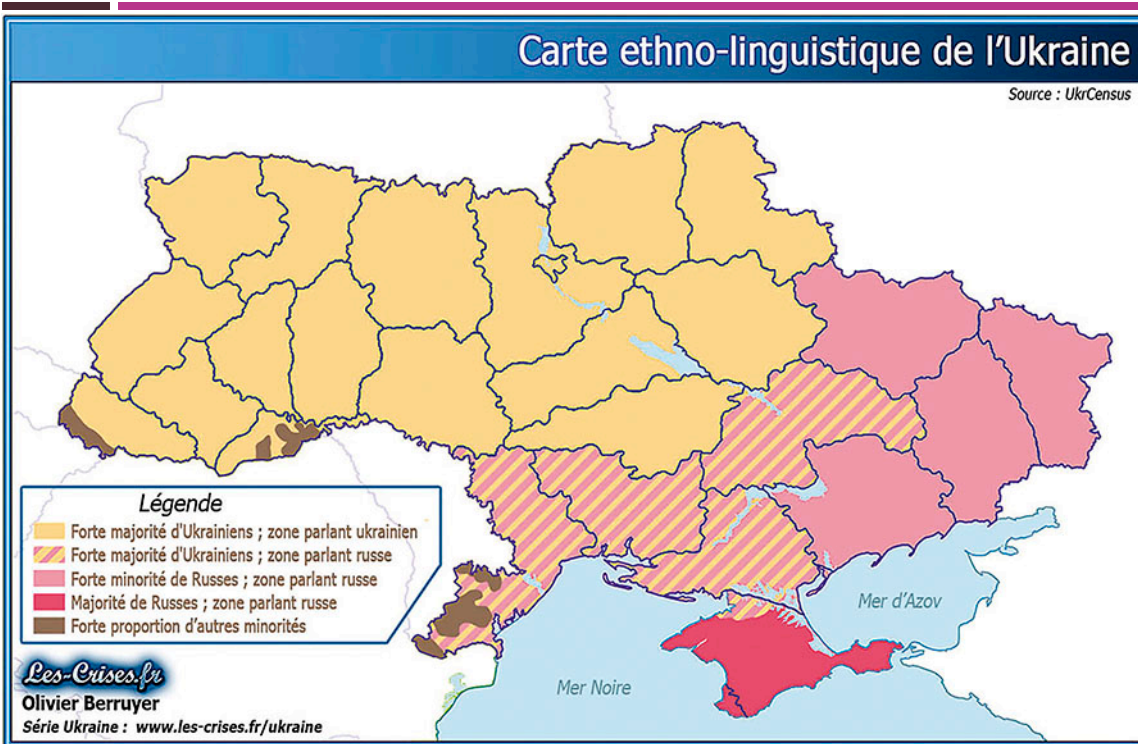 Carte ethno-linguistique de l'Ukraine
Source : UkrCensus
Légende
Forte majorité d'Ukrainiens ; zone parlant ukrainien
Forte majorité d'Ukrainiens ; zone parlant russe
Forte minorité de Russes ; zone parlant russe
Majorité de Russes ; zone parlant russe
Forte proportion d'autres minorités
Mer d'Azov
Mer Noire
Les-Crises.fr
Olivier Berruyer
Série Ukraine : www.les-crises.fr/ukraine